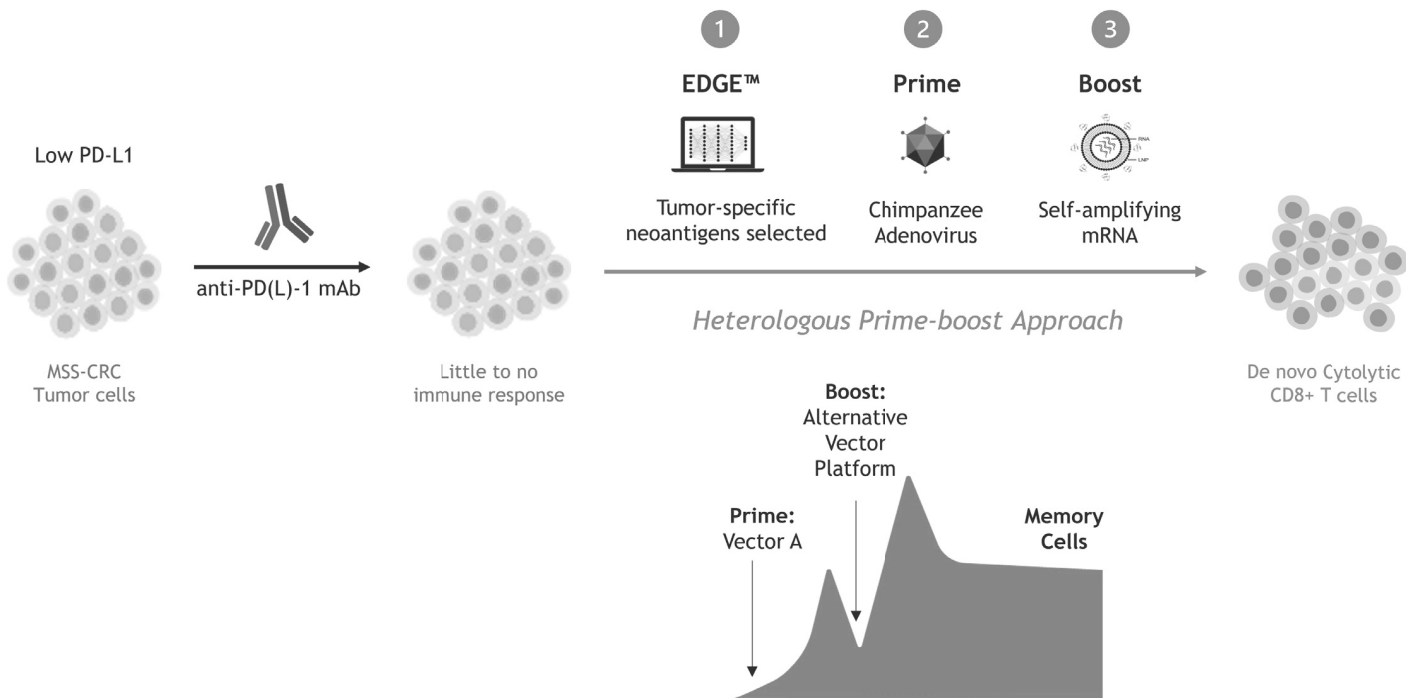 1
2
3
EDGE™
Prime
Boost
RNA
LNP
Low PD-L1
anti-PD(L)-1 mAb
Tumor-specific
neoantigens selected
Chimpanzee
Adenovirus
Self-amplifying
mRNA
Heterologous Prime-boost Approach
MSS-CRC
Tumor cells
Little to no
immune response
De novo Cytolytic
CD8+ T cells
Boost:
Alternative
Vector
Platform
Prime:
Vector A
Memory
Cells